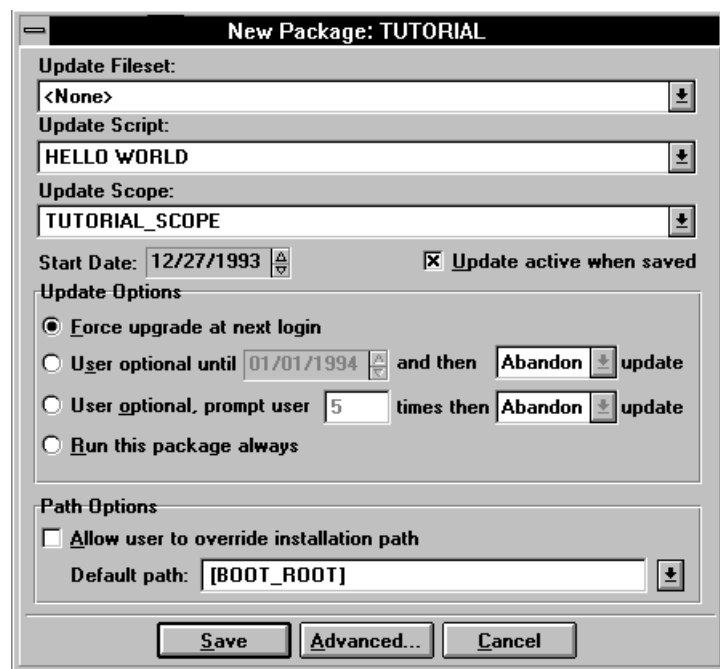 New Package: TUTORIAL
Update Fileset:
<None>
Update Script:
HELLO WORLD
Update Scope:
TUTORIAL_SCOPE
Start Date: 12/27/1993 Update active when saved
Update Options
Force upgrade at next login
User optional until 01/01/1994 and then Abandon update
User optional, prompt user 5 times then Abandon update
Run this package always
Path Options
Allow user to override installation path
Default path: [BOOT_ROOT]
Save Advanced... Cancel